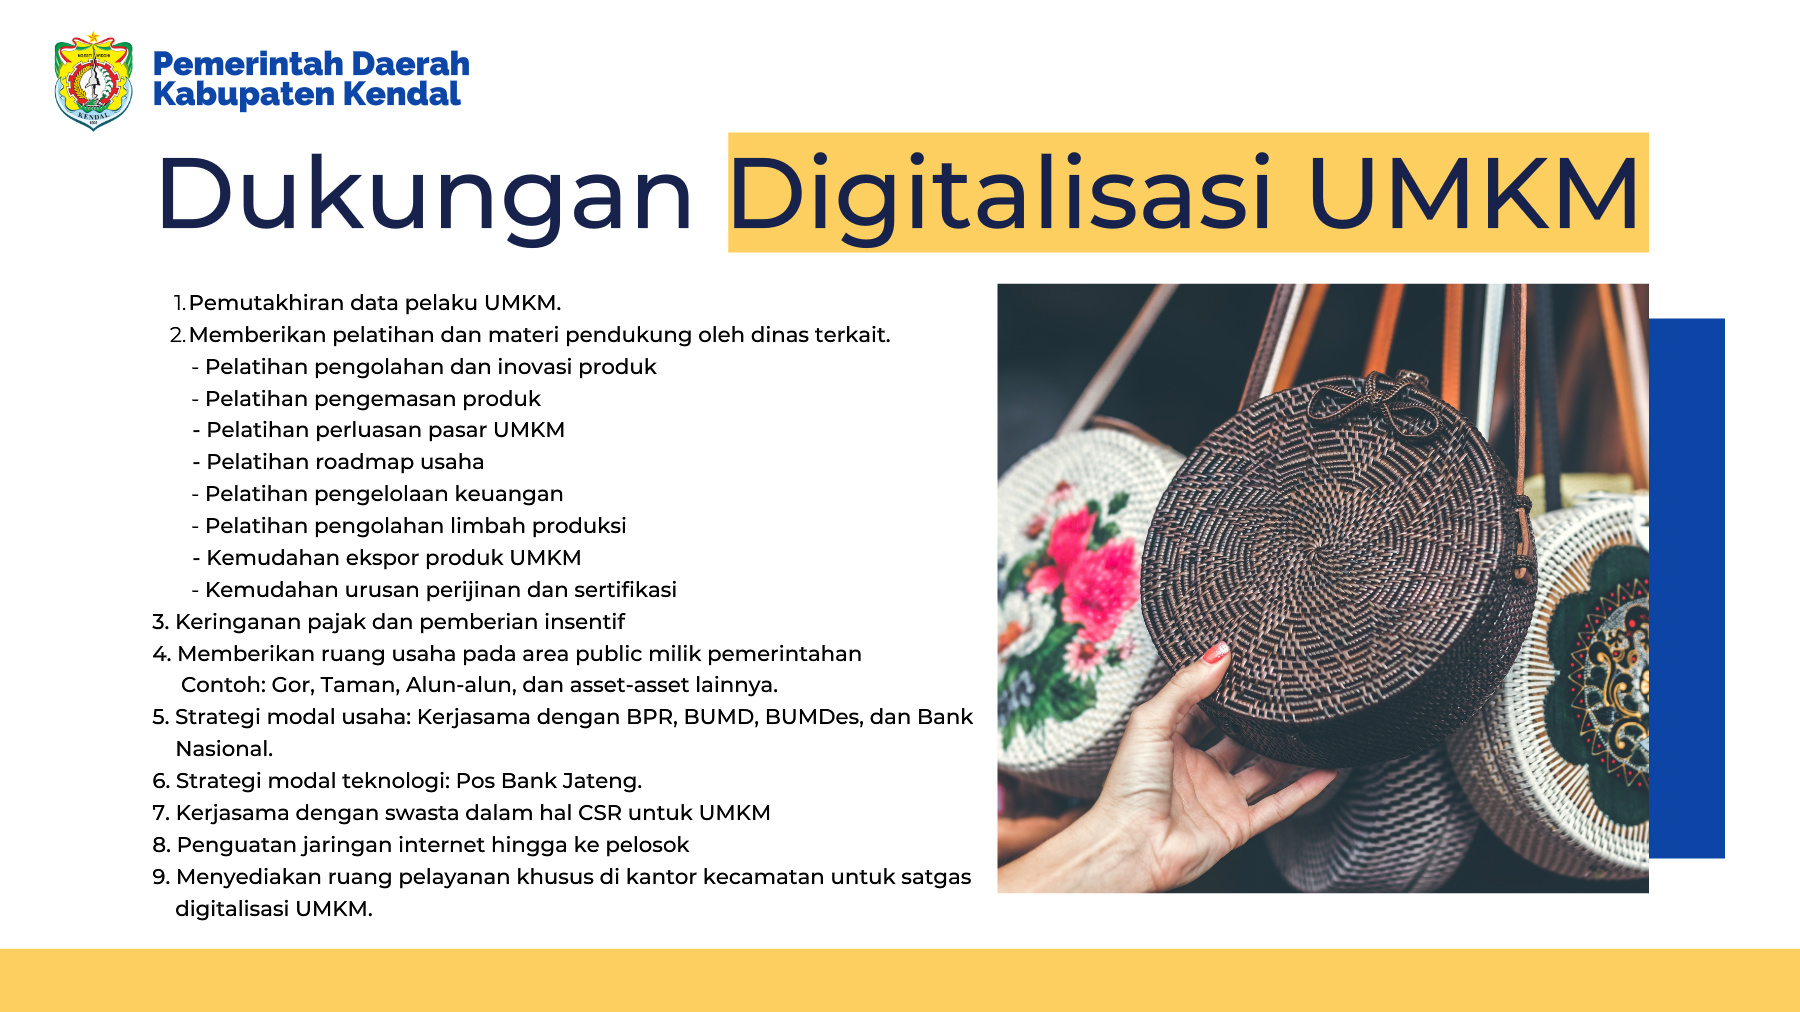 KENDAL
Pemerintah Daerah
Kabupaten Kendal
Dukungan Digitalisasi UMKM
1. Pemutakhiran data pelaku UMKM.
2. Memberikan pelatihan dan materi pendukung oleh dinas terkait.
- Pelatihan pengolahan dan inovasi produk
- Pelatihan pengemasan produk
- Pelatihan perluasan pasar UMKM
- Pelatihan roadmap usaha
- Pelatihan pengelolaan keuangan
- Pelatihan pengolahan limbah produksi
- Kemudahan ekspor produk UMKM
- Kemudahan urusan perijinan dan sertifikasi
3. Keringanan pajak dan pemberian insentif
4. Memberikan ruang usaha pada area public milik pemerintahan
Contoh: Gor, Taman, Alun-alun, dan asset-asset lainnya.
5. Strategi modal usaha: Kerjasama dengan BPR, BUMD, BUMDes, dan Bank
Nasional.
6. Strategi modal teknologi: Pos Bank Jateng.
7. Kerjasama dengan swasta dalam hal CSR untuk UMKM
8. Penguatan jaringan internet hingga ke pelosok
9. Menyediakan ruang pelayanan khusus di kantor kecamatan untuk satgas
digitalisasi UMKM.